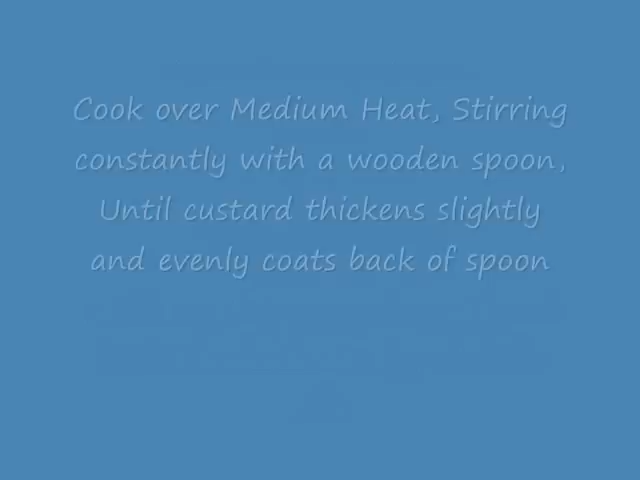 Cook over Medium Heat, Stirring
constantly with a wooden spoon,
Until custard thickens slightly
and evenly coats back of spoon